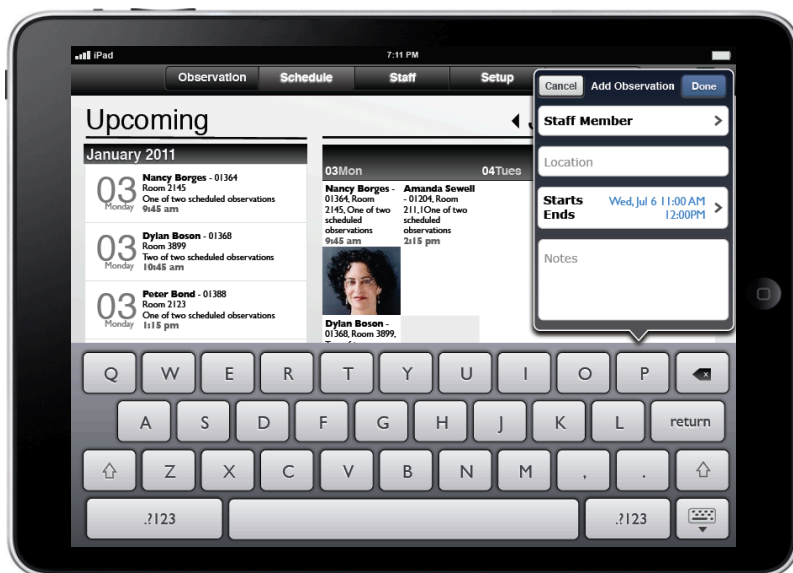 iPad
7:11 PM
Observation Schedule Staff Setup
Cancel Add Observation Done
Upcoming
Staff Member >
Location
Starts Wed, Jul 6 11:00 AM >
Ends 12:00PM
Notes
January 2011
03
Monday
Nancy Borges - 01364
Room 2145
One of two scheduled observations
9:45 am
03
Monday
Dylan Boson - 01368
Room 3899
Two of two scheduled observations
10:45 am
03
Monday
Peter Bond - 01388
Room 2123
One of two scheduled observations
1:15 pm
03Mon
04Tues
Nancy Borges -
01364, Room
2145, One of two
scheduled
observations
9:45 am
Amanda Sewell
- 01204, Room
211,1One of two
scheduled
observations
2:15 pm
Dylan Boson -
01368, Room 3899,
Q W E R T Y U I O P
A S D F G H J K L return
Z X C V B N M , .
.?123 .?123